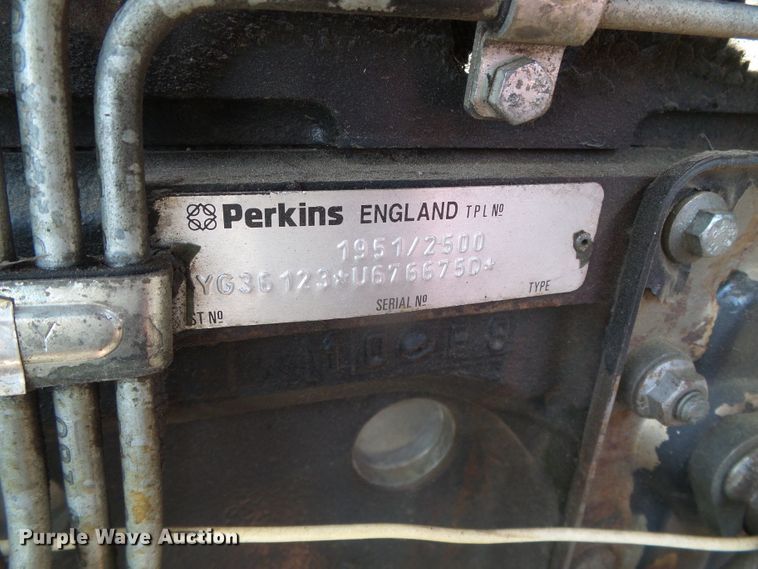 Perkins ENGLAND TPL Nº
1951/2500
YG36123*U676675D*
ST Nº SERIAL Nº TYPE
Y
Purple Wave Auction